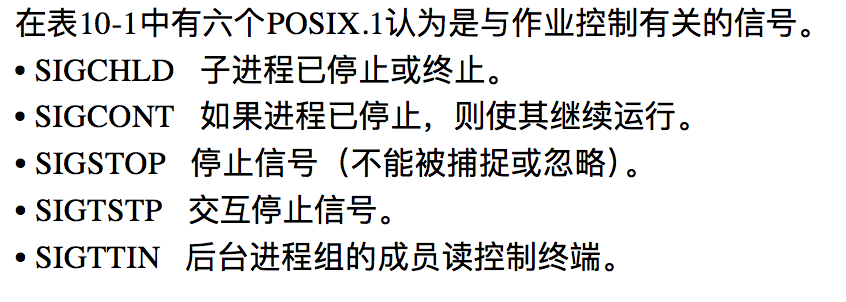 在表10-1中有六个POSIX.1认为是与作业控制有关的信号。
• SIGCHLD 子进程已停止或终止。
• SIGCONT 如果进程已停止，则使其继续运行。
• SIGSTOP 停止信号（不能被捕捉或忽略）。
• SIGTSTP 交互停止信号。
• SIGTTIN 后台进程组的成员读控制终端。